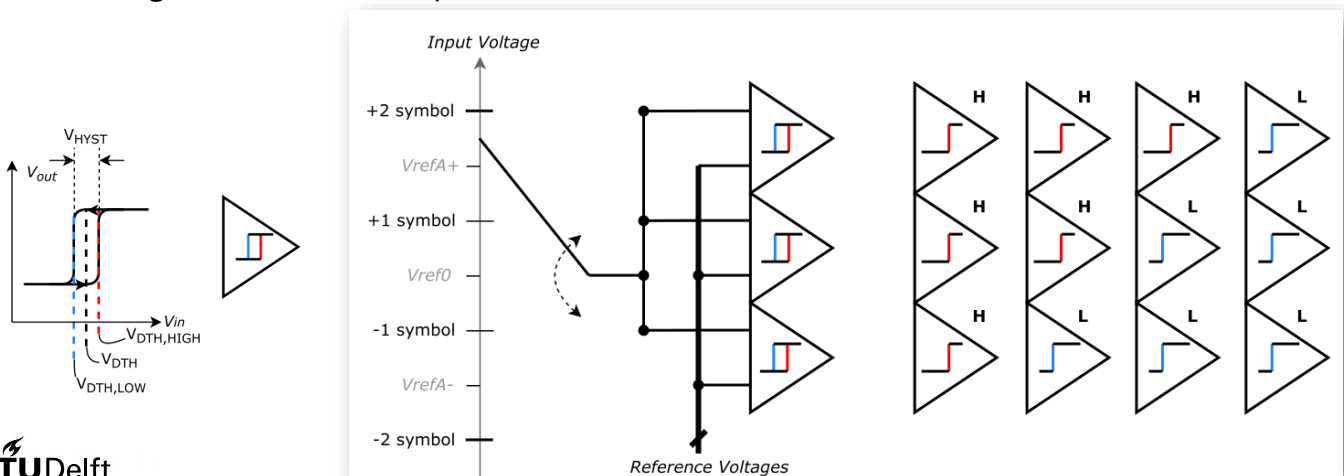 Input Voltage
+2 symbol
VrefA+
+1 symbol
Vref0
-1 symbol
VrefA-
-2 symbol
Reference Voltages
VHYST
Vout
Vin
VDTH,HIGH
VDTH
VDTH,LOW
H H H L
H H L L
H L L L
TUDelft